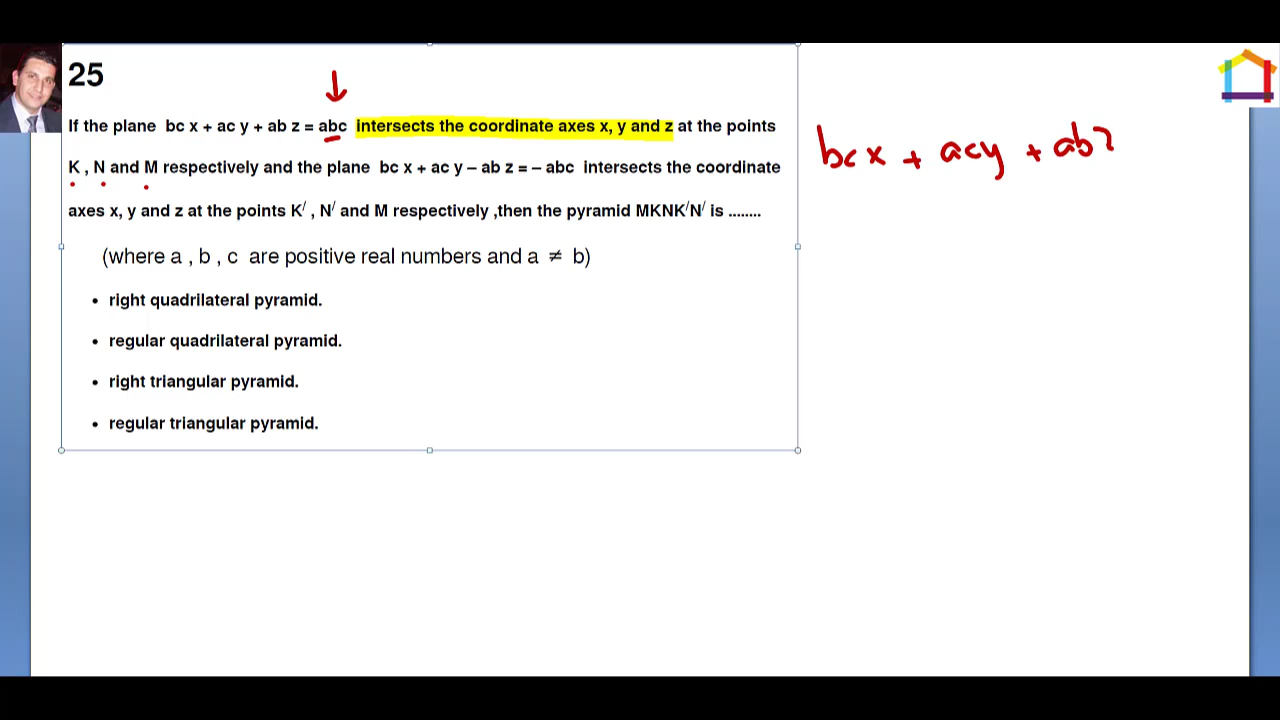 25
If the plane bc x + ac y + ab z = abc intersects the coordinate axes x, y and z at the points
K , N and M respectively and the plane bc x + ac y – ab z = – abc intersects the coordinate
axes x, y and z at the points K/ , N/ and M respectively ,then the pyramid MKNK/N/ is ........
(where a , b , c are positive real numbers and a ≠ b)
• right quadrilateral pyramid.
• regular quadrilateral pyramid.
• right triangular pyramid.
• regular triangular pyramid.
bcx + acy + abz